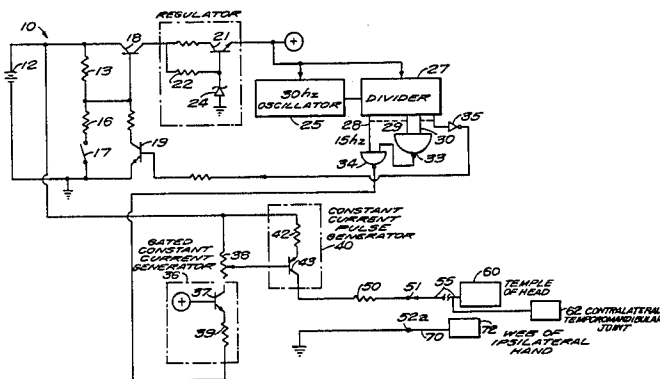 REGULATOR
10
18
21
+
12
13
22
24
27
30hz
OSCILLATOR
DIVIDER
25
28
29
30
35
16
17
19
15hz
34
33
CONSTANT
CURRENT
PULSE
GENERATOR
40
42
43
GATED
CONSTANT
CURRENT
GENERATOR
36
38
37
+
39
50
51
55
60
TEMPLE
OF HEAD
62 CONTRALATERAL
TEMPOROMANDIBULAR
JOINT
52a
70
72
WEB OF
IPSILATERAL
HAND